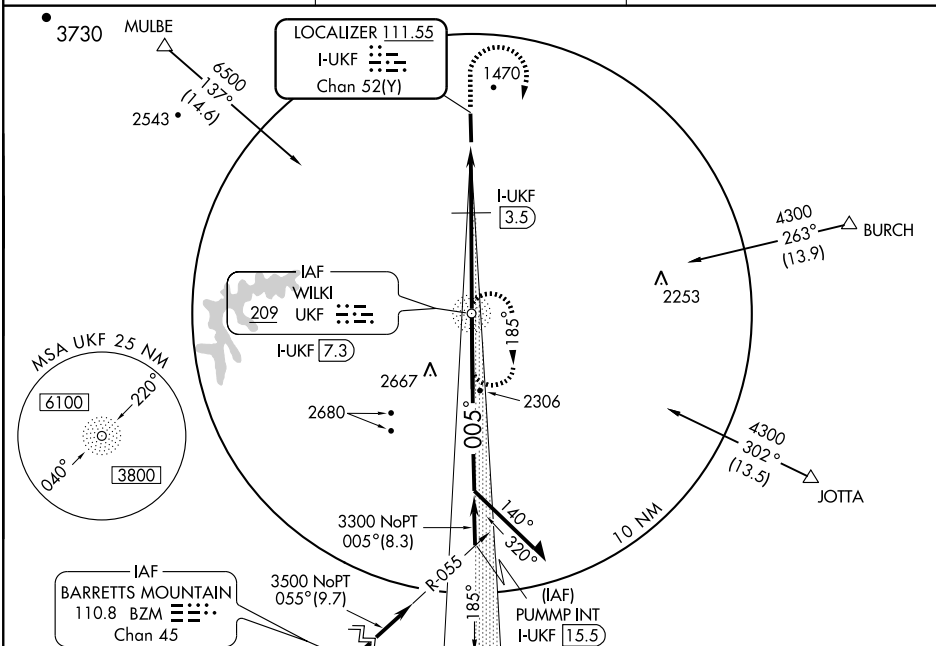 3730
MULBE
6500
137°
(14.6)
2543
LOCALIZER 111.55
I-UKF
Chan 52(Y)
1470
I-UKF
3.5
4300
263°
(13.9)
BURCH
2253
IAF
WILKI
209 UKF
I-UKF 7.3
185°
MSA UKF 25 NM
6100
220°
040°
3800
2667
2680
2306
005°
4300
302°
(13.5)
JOTTA
10 NM
3300 NoPT
005°(8.3)
140°
320°
R-055
185°
(IAF)
PUMMP INT
I-UKF 15.5
3500 NoPT
055°(9.7)
IAF
BARRETTS MOUNTAIN
110.8 BZM
Chan 45